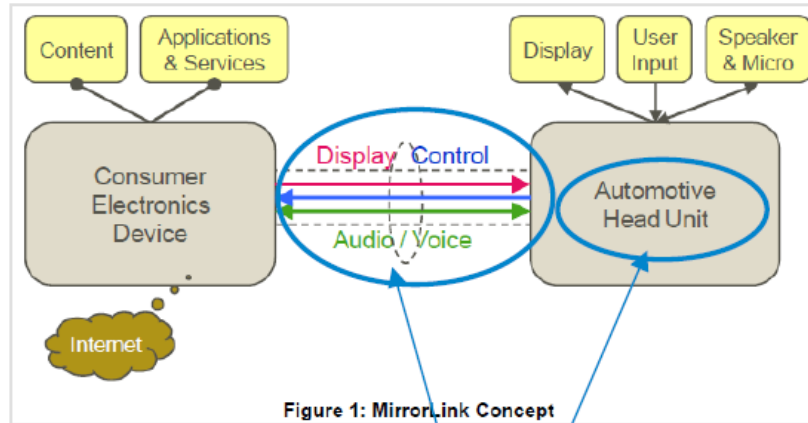 Content
Applications
& Services
Display
User
Input
Speaker
& Micro
Consumer
Electronics
Device
Display Control
Audio / Voice
Automotive
Head Unit
Internet
Figure 1: MirrorLink Concept